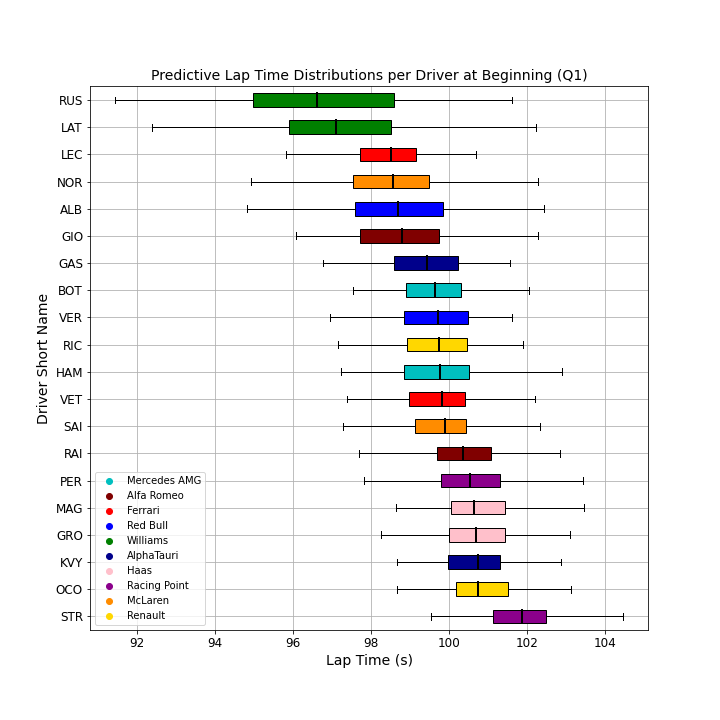 Predictive Lap Time Distributions per Driver at Beginning (Q1)
Driver Short Name
RUS
LAT
LEC
NOR
ALB
GIO
GAS
BOT
VER
RIC
HAM
VET
SAI
RAI
PER
MAG
GRO
KVY
OCO
STR
Mercedes AMG
Alfa Romeo
Ferrari
Red Bull
Williams
AlphaTauri
Haas
Racing Point
McLaren
Renault
92 94 96 98 100 102 104
Lap Time (s)